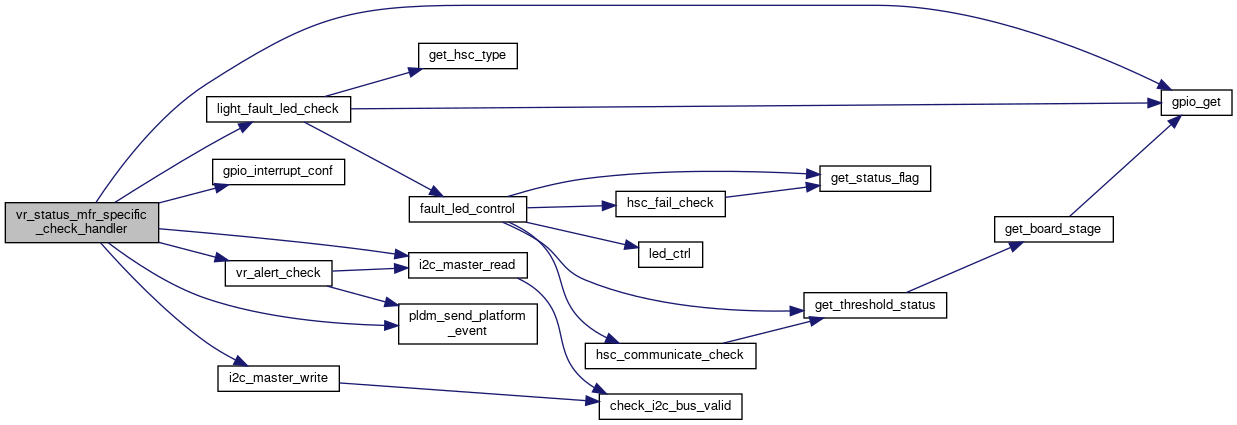 get_hsc_type
light_fault_led_check
gpio_get
gpio_interrupt_conf
get_status_flag
hsc_fail_check
fault_led_control
vr_status_mfr_specific
_check_handler
get_board_stage
led_ctrl
i2c_master_read
vr_alert_check
get_threshold_status
pldm_send_platform
_event
hsc_communicate_check
i2c_master_write
check_i2c_bus_valid